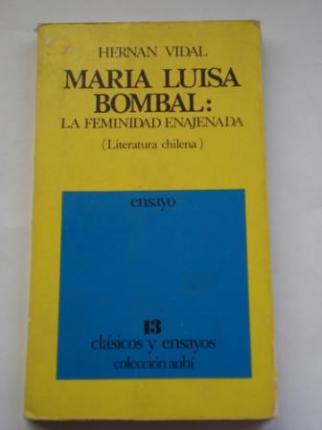 HERNAN VIDAL
MARIA LUISA
BOMBAL:
LA FEMINIDAD ENAJENADA
(Literatura chilena)
ensayo
13
clásicos y ensayos
colección aubí